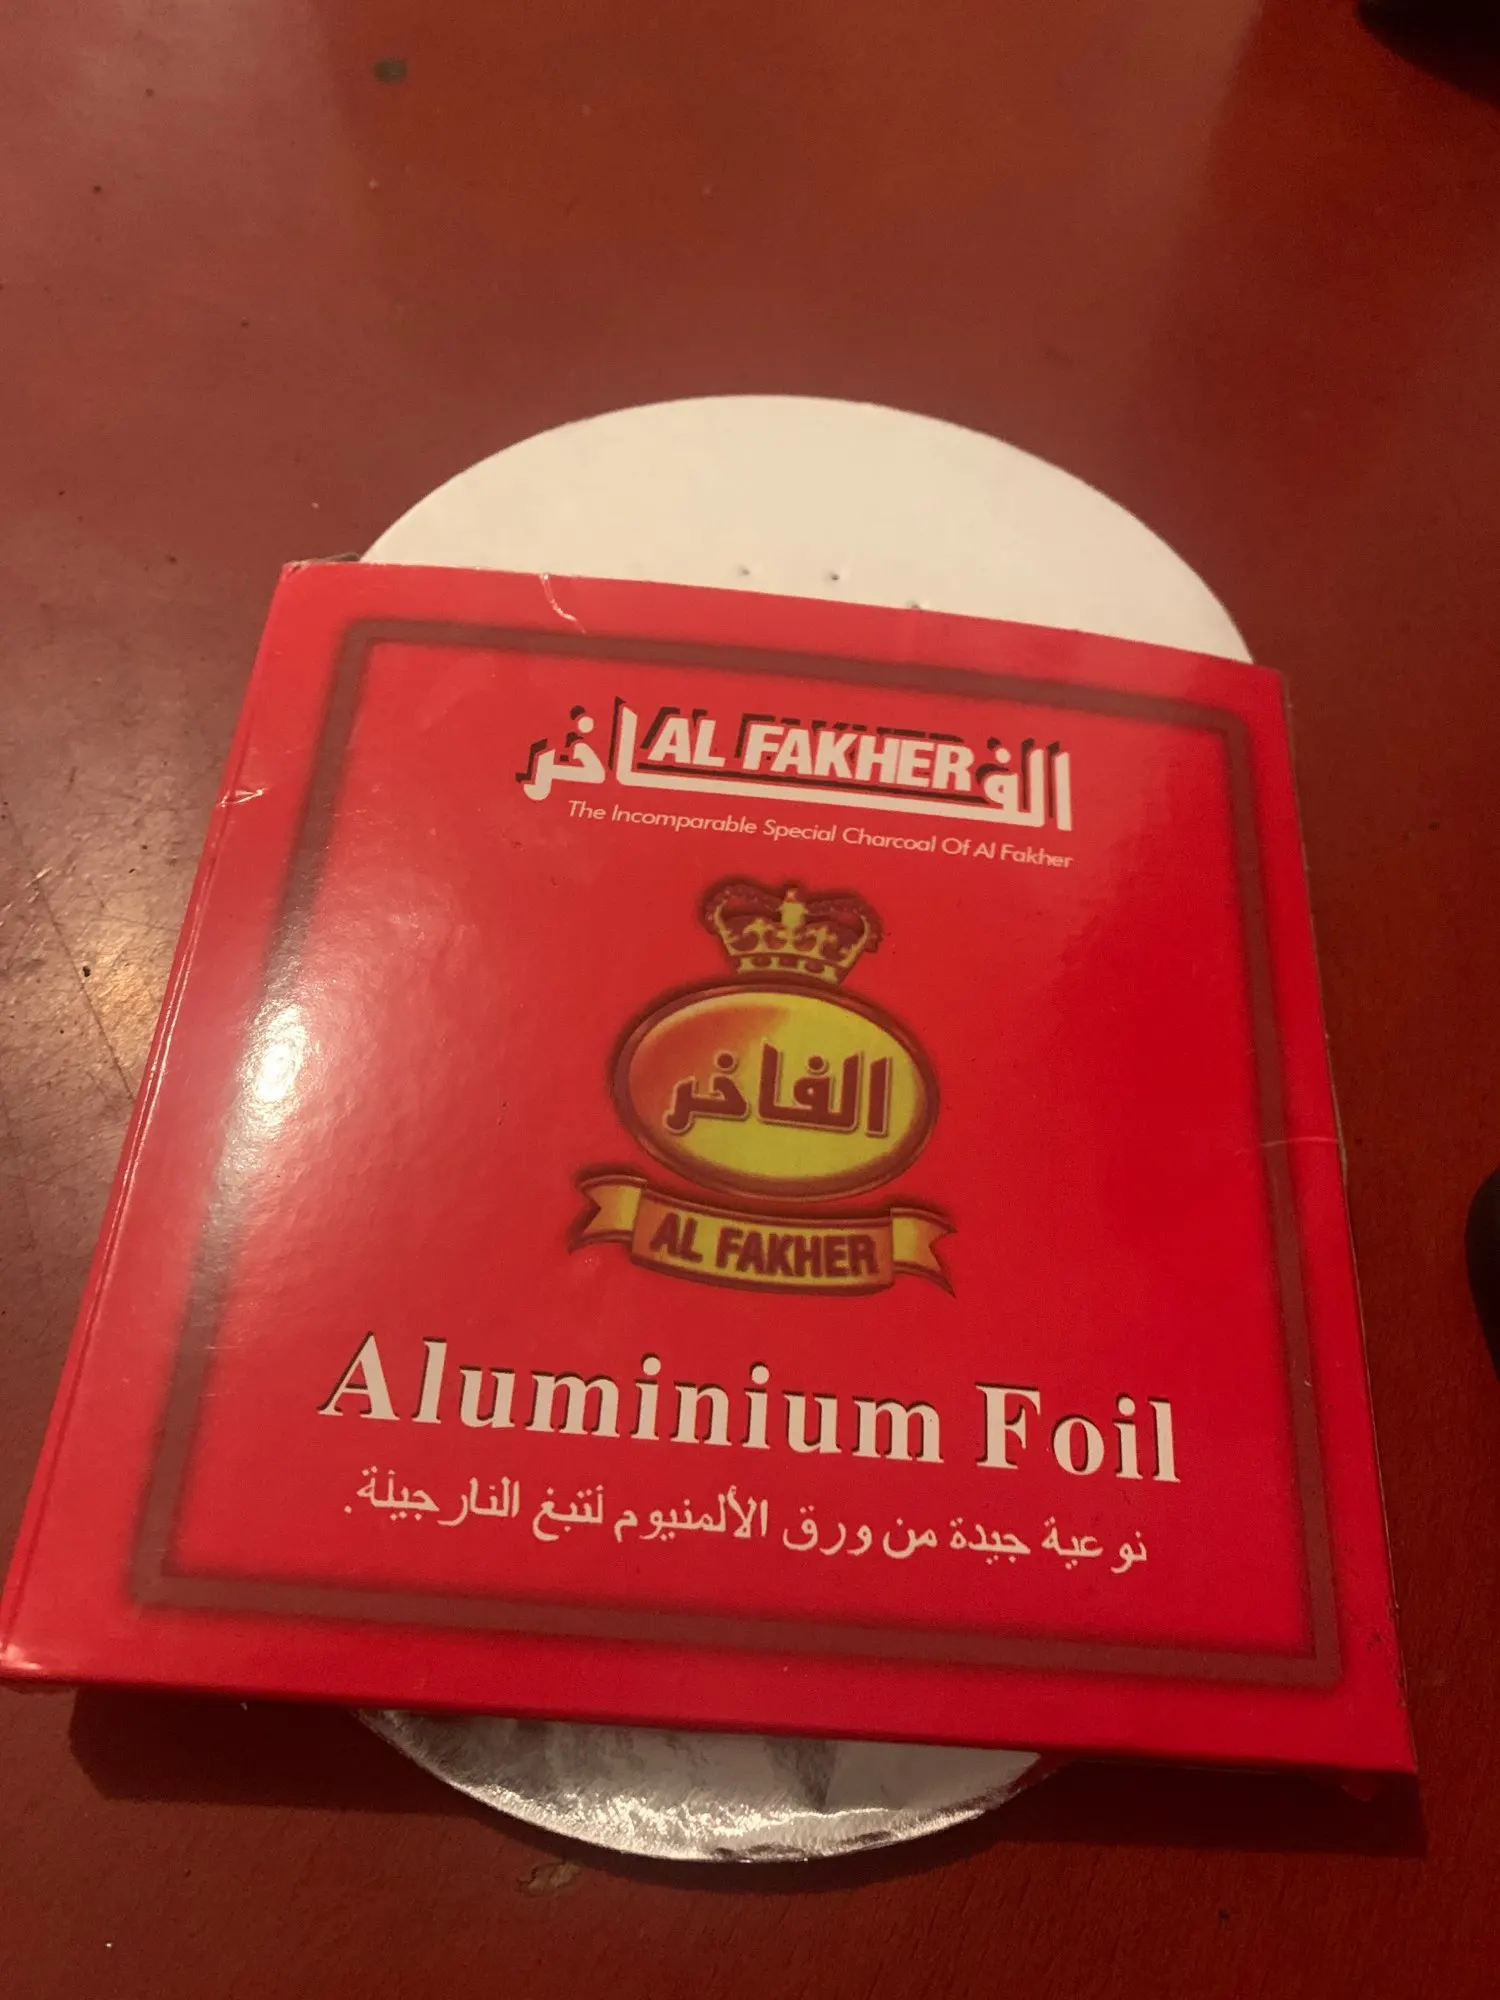 الفاخر
AL FAKHER
The Incomparable Special Charcoal Of Al Fakher
الفاخر
AL FAKHER
Aluminium Foil
نوعية جيدة من ورق الألمنيوم لتبغ النارجيئة.